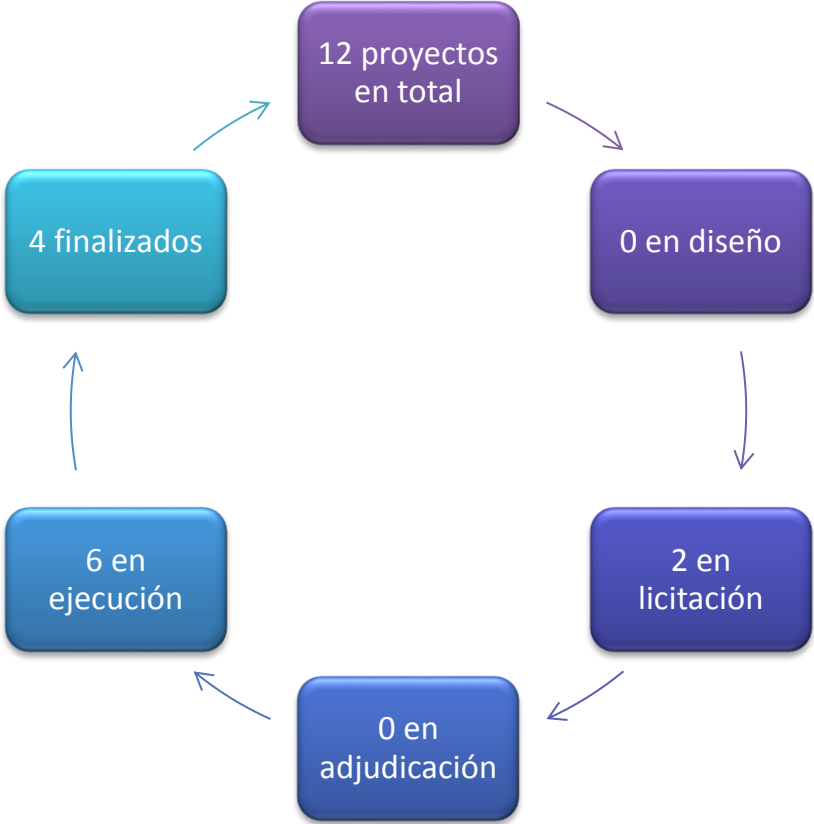 12 proyectos
en total
0 en diseño
2 en
licitación
0 en
adjudicación
6 en
ejecución
4 finalizados